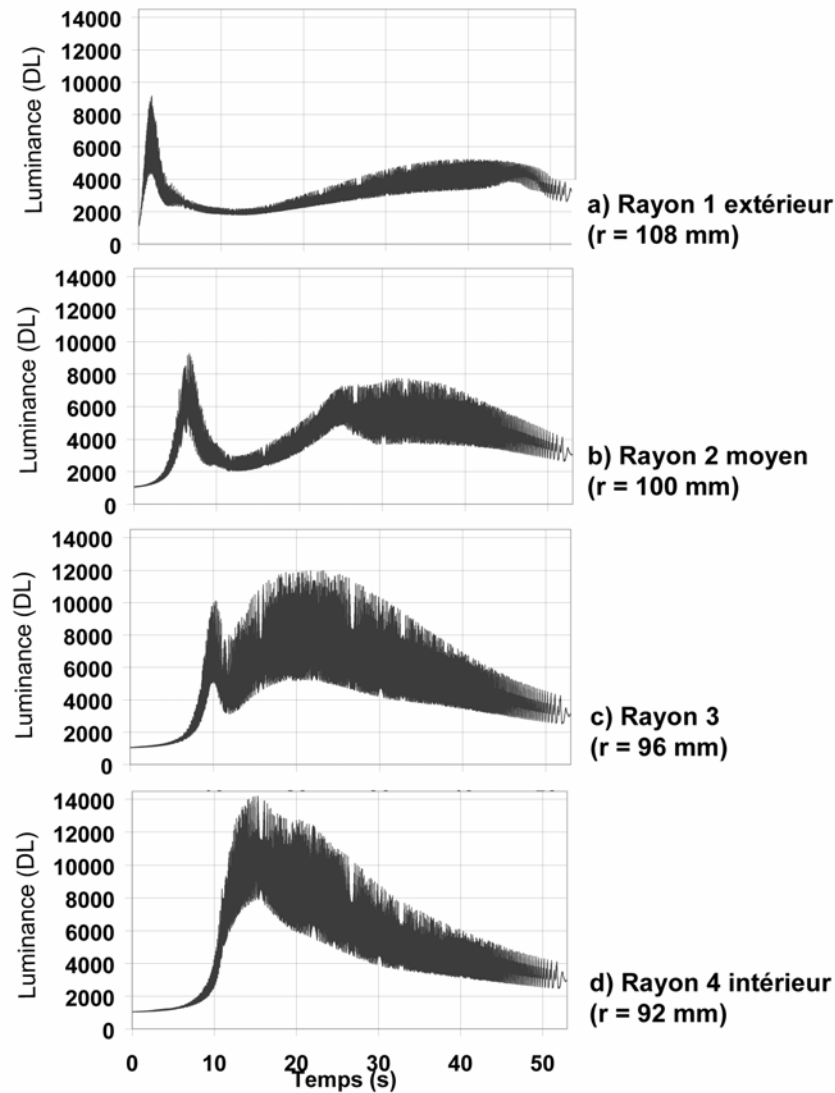 Luminance (DL)
14000
12000
10000
8000
6000
4000
2000
0
a) Rayon 1 extérieur
(r = 108 mm)
Luminance (DL)
14000
12000
10000
8000
6000
4000
2000
0
b) Rayon 2 moyen
(r = 100 mm)
Luminance (DL)
14000
12000
10000
8000
6000
4000
2000
0
c) Rayon 3
(r = 96 mm)
Luminance (DL)
14000
12000
10000
8000
6000
4000
2000
0
d) Rayon 4 intérieur
(r = 92 mm)
0 10 20 30 40 50
Temps (s)